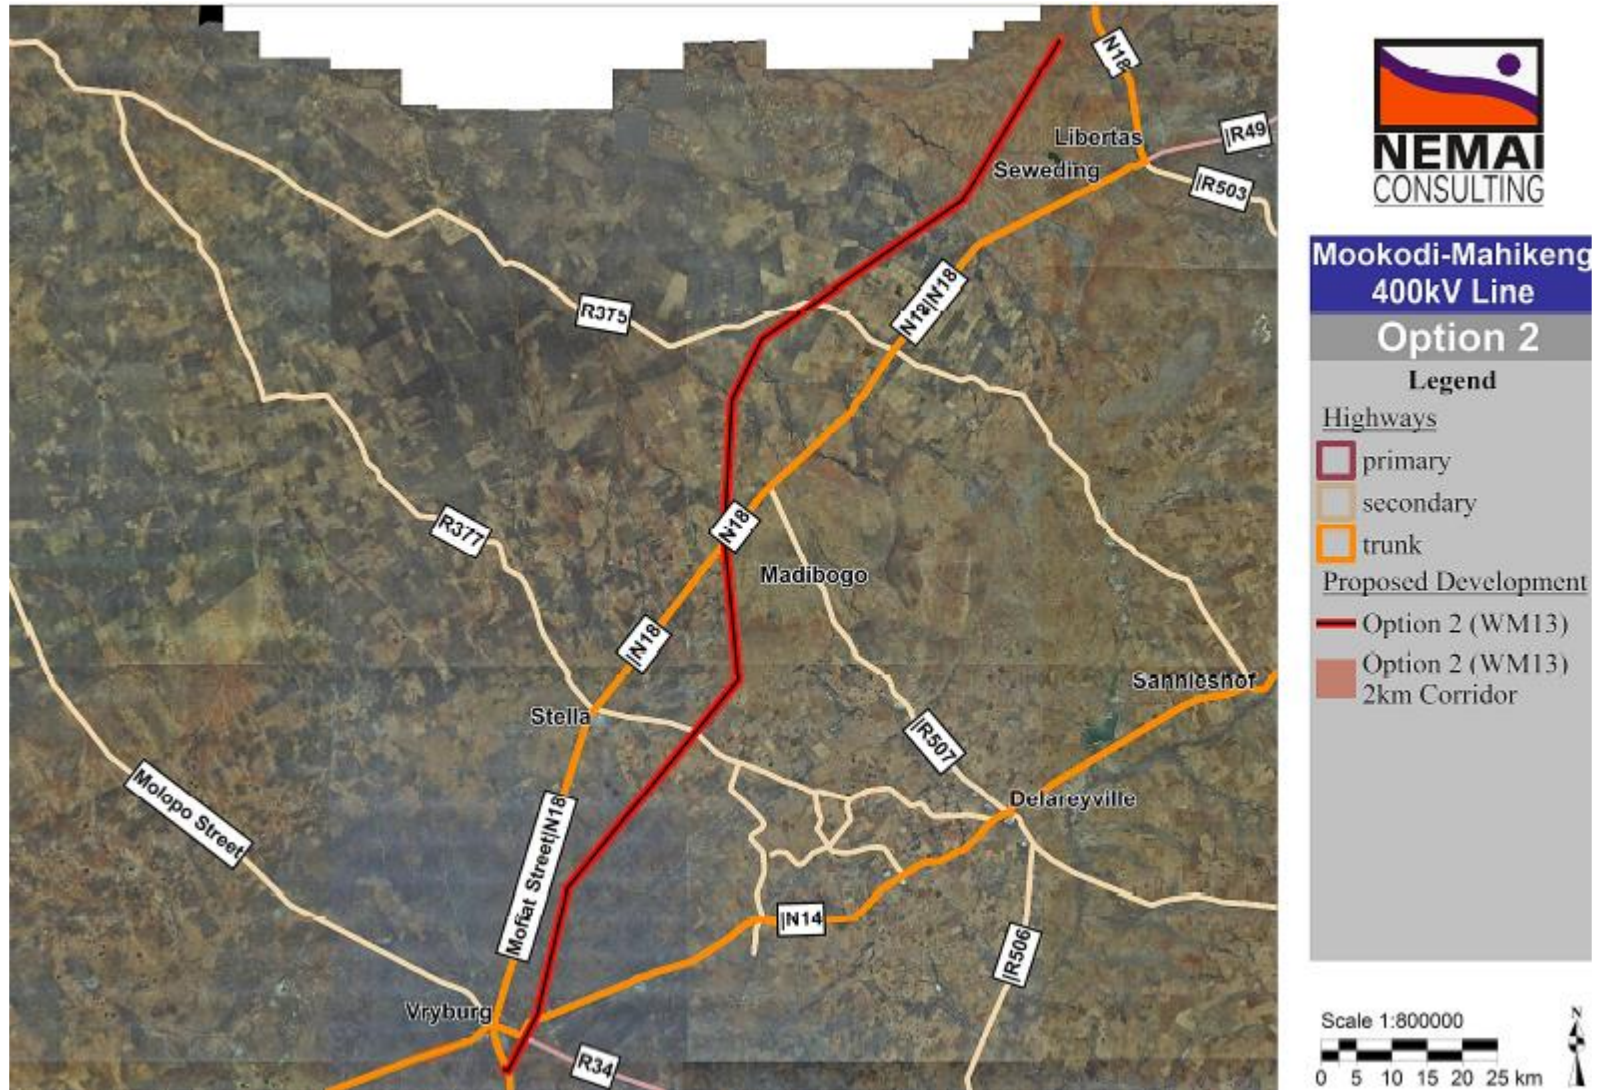 N18
Libertas
|R49
Seweding
|R503
N18|N18
R375
N18
R377
Madibogo
|N18
Sannieshof
Stella
|R507
Molopo Street
Delareyville
Moffat Street|N18
|N14
|R506
Vryburg
R34
NEMAI
CONSULTING
Mookodi-Mahikeng
400kV Line
Option 2
Legend
Highways
primary
secondary
trunk
Proposed Development
Option 2 (WM13)
Option 2 (WM13)
2km Corridor
Scale 1:800000
N
0 5 10 15 20 25 km